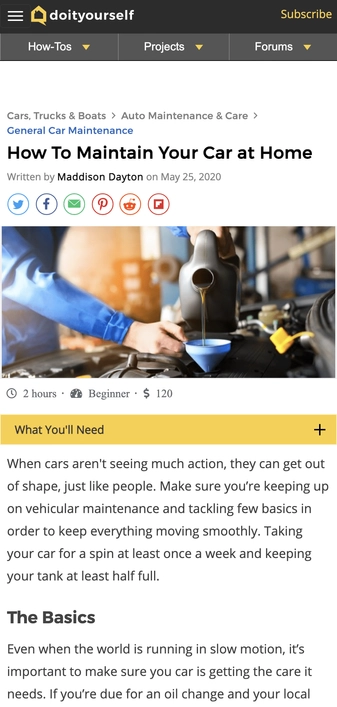 doityourself
Subscribe
How-Tos
Projects
Forums
Cars, Trucks & Boats > Auto Maintenance & Care >
General Car Maintenance
How To Maintain Your Car at Home
Written by Maddison Dayton on May 25, 2020
2 hours · Beginner · $ 120
What You'll Need +
When cars aren't seeing much action, they can get out
of shape, just like people. Make sure you’re keeping up
on vehicular maintenance and tackling few basics in
order to keep everything moving smoothly. Taking
your car for a spin at least once a week and keeping
your tank at least half full.
The Basics
Even when the world is running in slow motion, it’s
important to make sure you car is getting the care it
needs. If you’re due for an oil change and your local